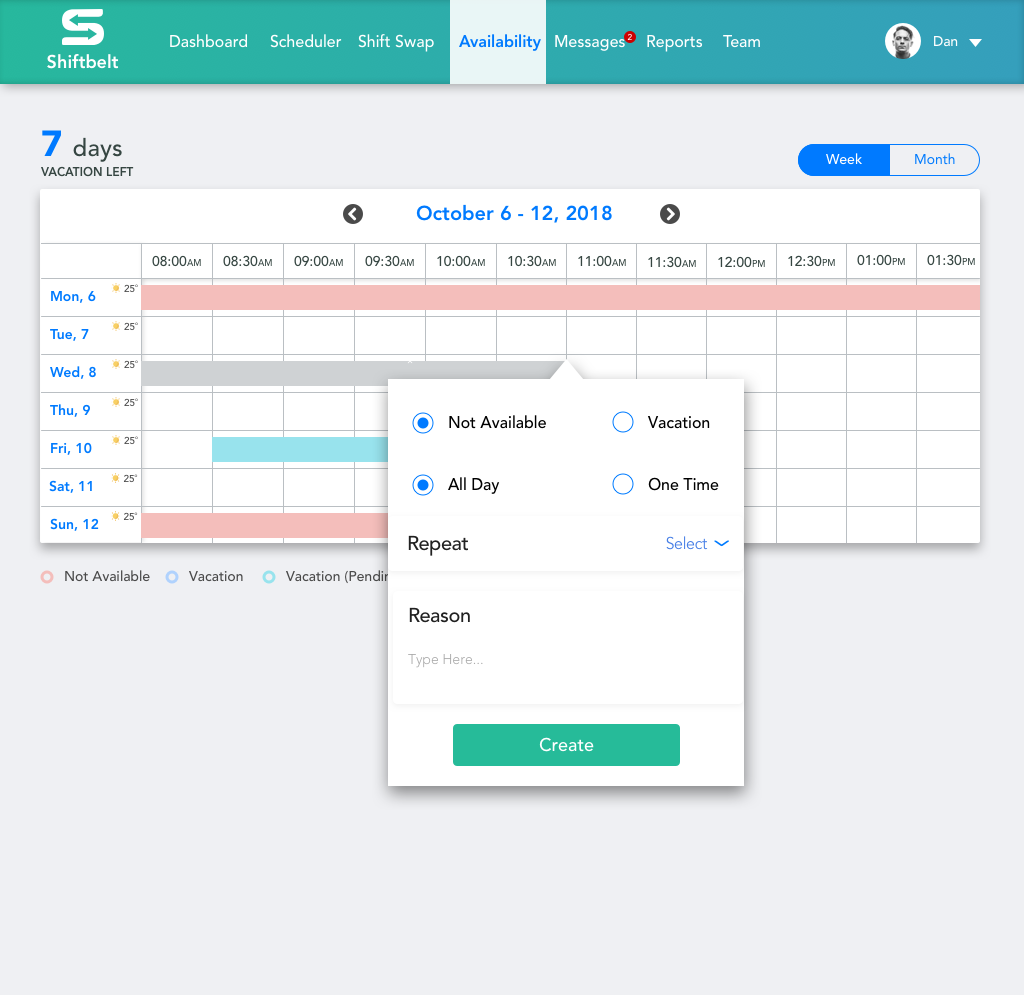 Shiftbelt
Dashboard Scheduler Shift Swap Availability Messages 2 Reports Team Dan
7 days
VACATION LEFT
Week Month
October 6 - 12, 2018
08:00AM 08:30AM 09:00AM 09:30AM 10:00AM 10:30AM 11:00AM 11:30AM 12:00PM 12:30PM 01:00PM 01:30PM
Mon, 6 25°
Tue, 7 25°
Wed, 8 25°
Thu, 9 25°
Fri, 10 25°
Sat, 11 25°
Sun, 12 25°
Not Available Vacation Vacation (Pendin
Not Available Vacation
All Day One Time
Repeat Select
Reason
Type Here...
Create